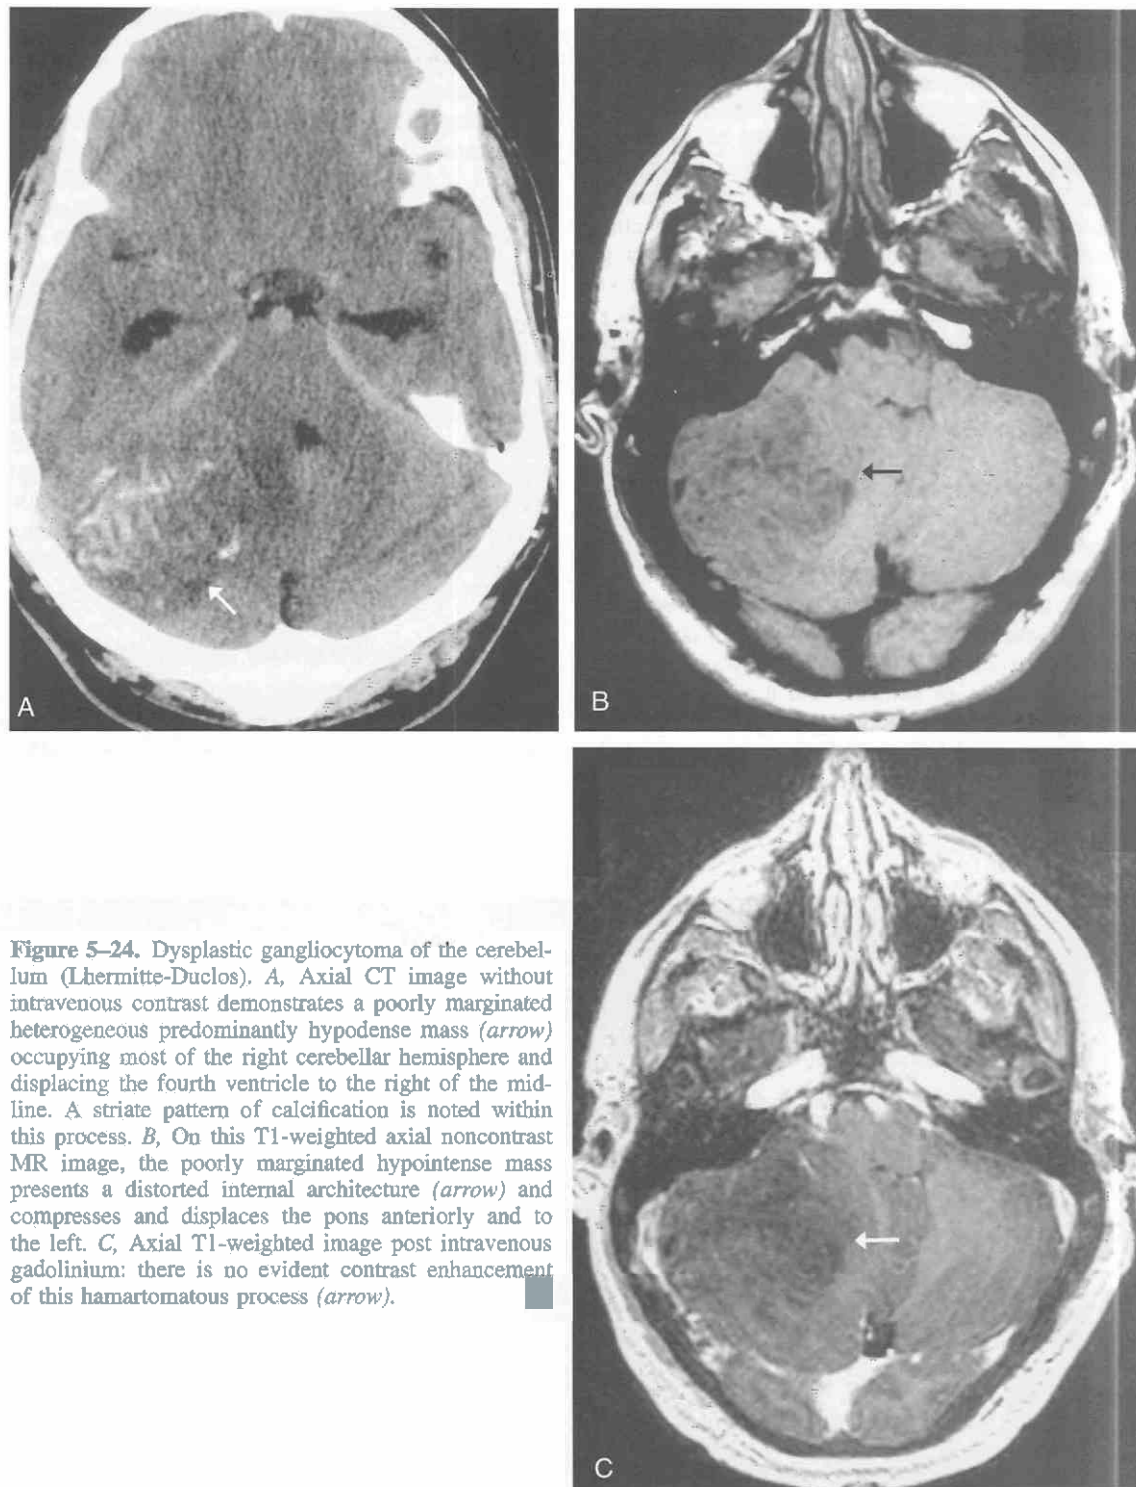 A
B
Figure 5–24. Dysplastic gangliocytoma of the cerebel-
lum (Lhermitte-Duclos). A, Axial CT image without
intravenous contrast demonstrates a poorly marginated
heterogeneous predominantly hypodense mass (arrow)
occupying most of the right cerebellar hemisphere and
displacing the fourth ventricle to the right of the mid-
line. A striate pattern of calcification is noted within
this process. B, On this T1-weighted axial noncontrast
MR image, the poorly marginated hypointense mass
presents a distorted internal architecture (arrow) and
compresses and displaces the pons anteriorly and to
the left. C, Axial T1-weighted image post intravenous
gadolinium: there is no evident contrast enhancement
of this hamartomatous process (arrow).
C